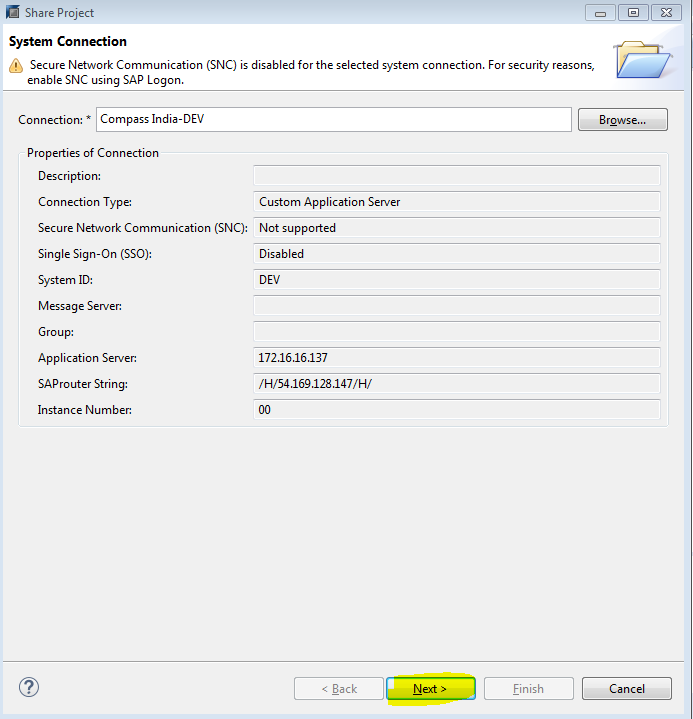 Share Project
System Connection
Secure Network Communication (SNC) is disabled for the selected system connection. For security reasons,
enable SNC using SAP Logon.
Connection: * Compass India-DEV Browse...
Properties of Connection
Description:
Connection Type: Custom Application Server
Secure Network Communication (SNC): Not supported
Single Sign-On (SSO): Disabled
System ID: DEV
Message Server:
Group:
Application Server: 172.16.16.137
SAProuter String: /H/54.169.128.147/H/
Instance Number: 00
? < Back Next > Finish Cancel